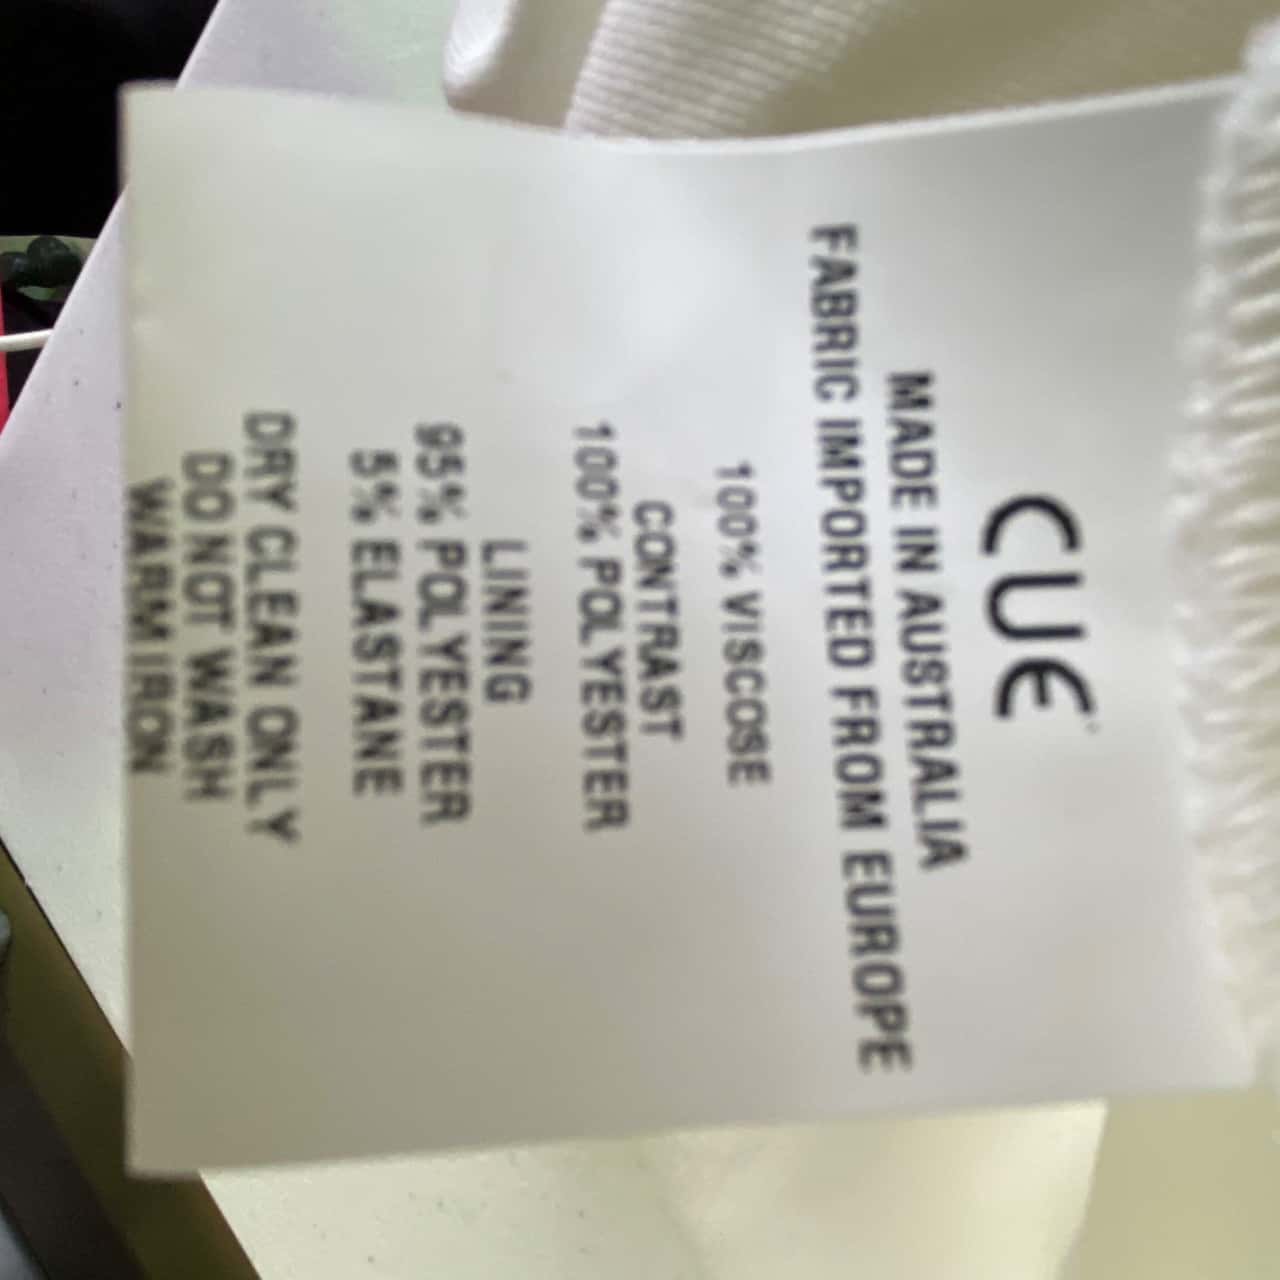 CUE
MADE IN AUSTRALIA
FABRIC IMPORTED FROM EUROPE
100% VISCOSE
CONTRAST
100% POLYESTER
LINING
95% POLYESTER
5% ELASTANE
DRY CLEAN ONLY
DO NOT WASH
WARM IRON